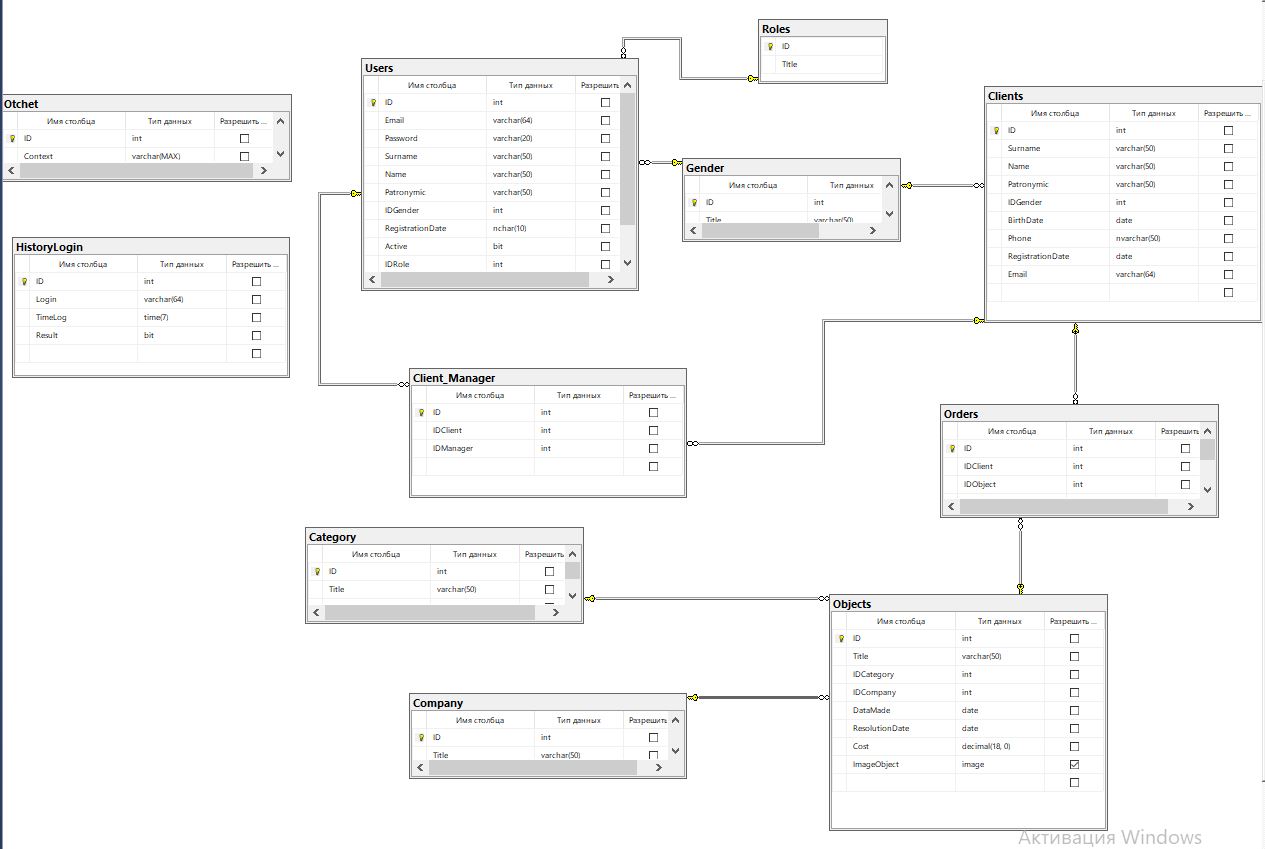 Roles
ID
Title
Users
Имя столбца Тип данных Разрешить
ID int
Email varchar(64)
Password varchar(20)
Surname varchar(50)
Name varchar(50)
Patronymic varchar(50)
IDGender int
RegistrationDate nchar(10)
Active bit
IDRole int
Otchet
Имя столбца Тип данных Разрешить ...
ID int
Context varchar(MAX)
Clients
Имя столбца Тип данных Разрешить ...
ID int
Surname varchar(50)
Name varchar(50)
Patronymic varchar(50)
IDGender int
BirthDate date
Phone nvarchar(50)
RegistrationDate date
Email varchar(64)
Gender
Имя столбца Тип данных
ID int
Title varchar(50)
HistoryLogin
Имя столбца Тип данных Разрешить ...
ID int
Login varchar(64)
TimeLog time(7)
Result bit
Client_Manager
Имя столбца Тип данных Разрешить ...
ID int
IDClient int
IDManager int
Orders
Имя столбца Тип данных Разрешить
ID int
IDClient int
IDObject int
Category
Имя столбца Тип данных Разрешить
ID int
Title varchar(50)
Objects
Имя столбца Тип данных Разрешить ...
ID int
Title varchar(50)
IDCategory int
IDCompany int
DataMade date
ResolutionDate date
Cost decimal(18, 0)
ImageObject image
Company
Имя столбца Тип данных Разрешить
ID int
Title varchar(50)
Активация Windows